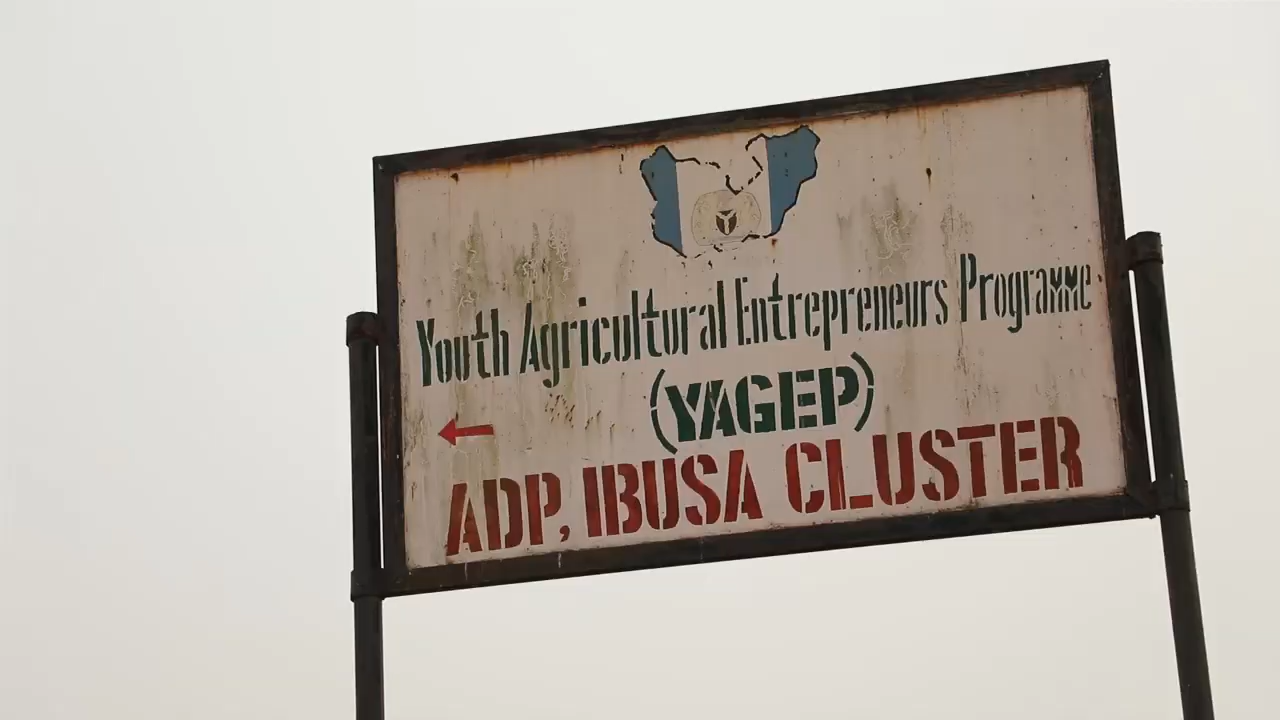 Youth Agricultural Entrepreneurs Programme
(YAGEP)
ADP, IBUSA CLUSTER